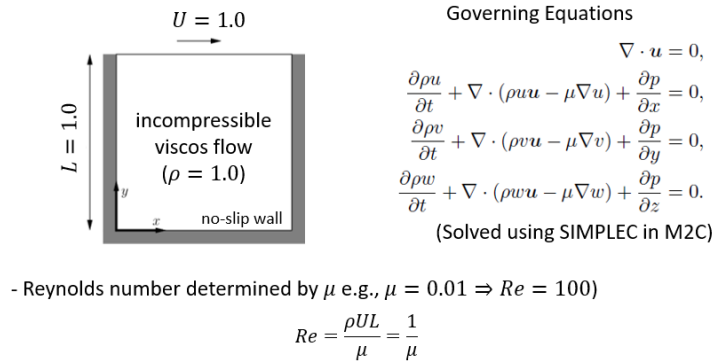 U = 1.0
L = 1.0
incompressible
viscos flow
(ρ = 1.0)
y
x
no-slip wall
Governing Equations
∇ · u = 0,
∂ρu/∂t + ∇ · (ρuu − μ∇u) + ∂p/∂x = 0,
∂ρv/∂t + ∇ · (ρvu − μ∇v) + ∂p/∂y = 0,
∂ρw/∂t + ∇ · (ρwu − μ∇w) + ∂p/∂z = 0.
(Solved using SIMPLEC in M2C)
- Reynolds number determined by μ e.g., μ = 0.01 ⇒ Re = 100)
Re = ρUL/μ = 1/μ